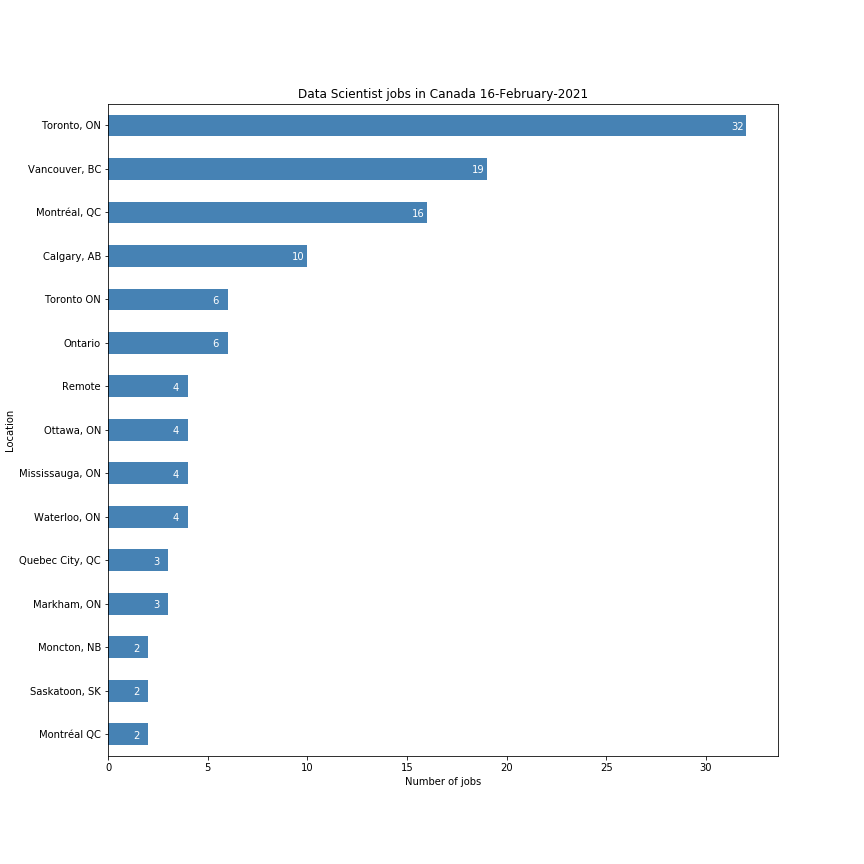 Data Scientist jobs in Canada 16-February-2021
Toronto, ON 32
Vancouver, BC 19
Montréal, QC 16
Calgary, AB 10
Toronto ON 6
Ontario 6
Remote 4
Ottawa, ON 4
Mississauga, ON 4
Waterloo, ON 4
Quebec City, QC 3
Markham, ON 3
Moncton, NB 2
Saskatoon, SK 2
Montréal QC 2
Location
0 5 10 15 20 25 30
Number of jobs